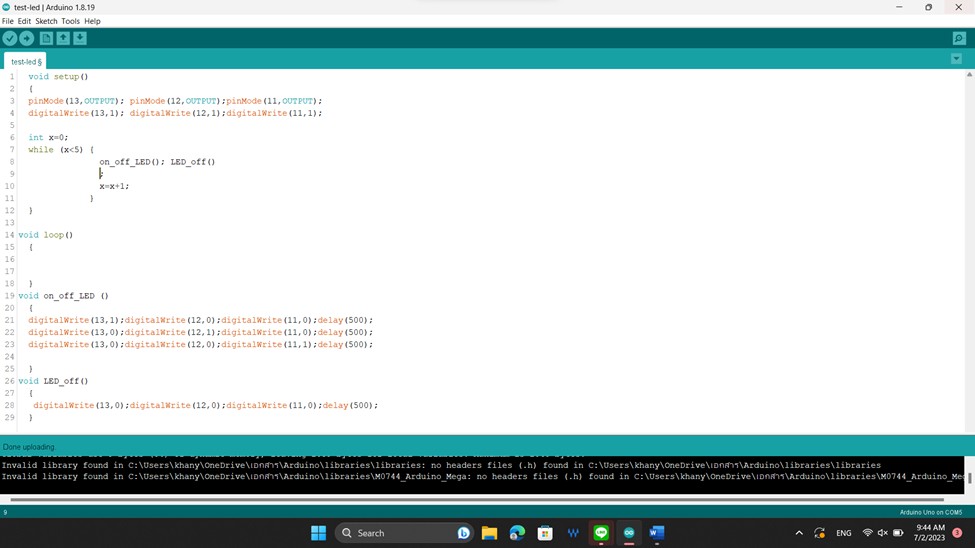 test-led | Arduino 1.8.19
File Edit Sketch Tools Help
test-led §
1 void setup()
2 {
3 pinMode(13,OUTPUT); pinMode(12,OUTPUT);pinMode(11,OUTPUT);
4 digitalWrite(13,1); digitalWrite(12,1);digitalWrite(11,1);
5
6 int x=0;
7 while (x<5) {
8 on_off_LED(); LED_off()
9 ;
10 x=x+1;
11 }
12 }
13
14 void loop()
15 {
16
17
18 }
19 void on_off_LED ()
20 {
21 digitalWrite(13,1);digitalWrite(12,0);digitalWrite(11,0);delay(500);
22 digitalWrite(13,0);digitalWrite(12,1);digitalWrite(11,0);delay(500);
23 digitalWrite(13,0);digitalWrite(12,0);digitalWrite(11,1);delay(500);
24
25 }
26 void LED_off()
27 {
28 digitalWrite(13,0);digitalWrite(12,0);digitalWrite(11,0);delay(500);
29 }
Done uploading.
Invalid library found in C:\Users\khany\OneDrive\เอกสาร\Arduino\libraries\libraries: no headers files (.h) found in C:\Users\khany\OneDrive\เอกสาร\Arduino\libraries\libraries
Invalid library found in C:\Users\khany\OneDrive\เอกสาร\Arduino\libraries\M0744_Arduino_Mega: no headers files (.h) found in C:\Users\khany\OneDrive\เอกสาร\Arduino\libraries\M0744_Arduino_Me
9 Arduino Uno on COM5
Search ENG 9:44 AM
7/2/2023 3